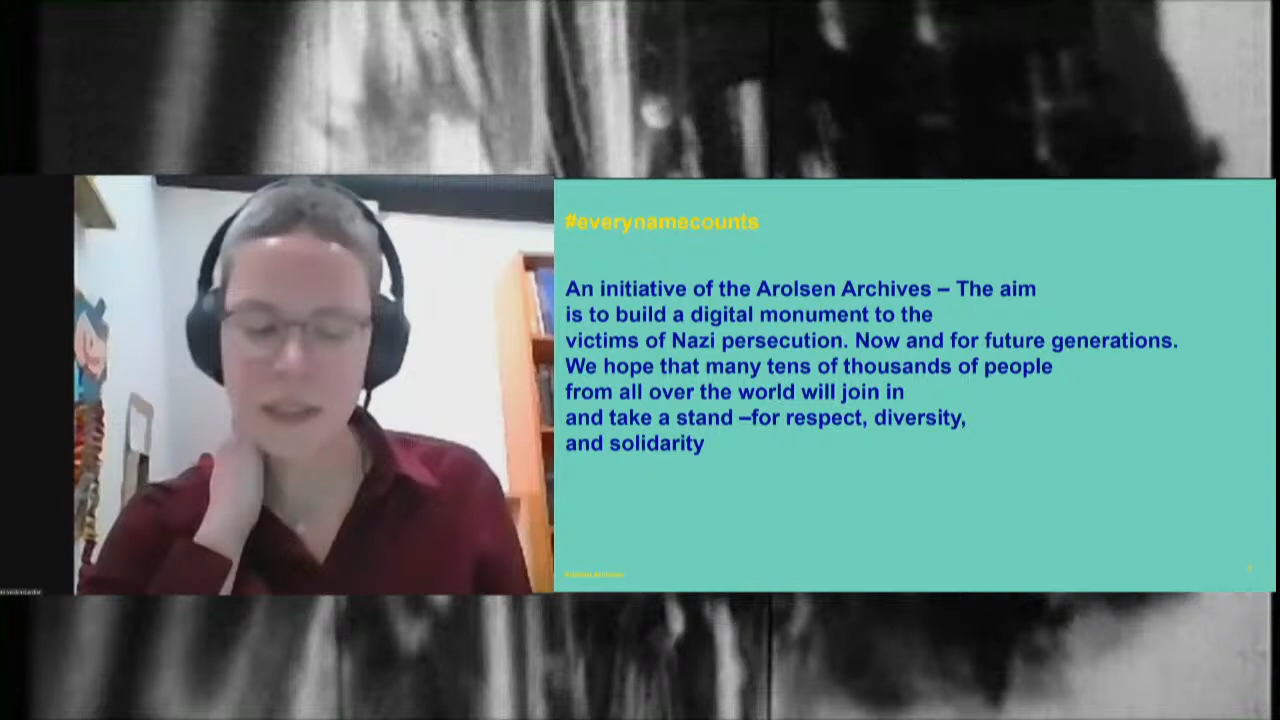 #everynamecounts
An initiative of the Arolsen Archives – The aim
is to build a digital monument to the
victims of Nazi persecution. Now and for future generations.
We hope that many tens of thousands of people
from all over the world will join in
and take a stand –for respect, diversity,
and solidarity